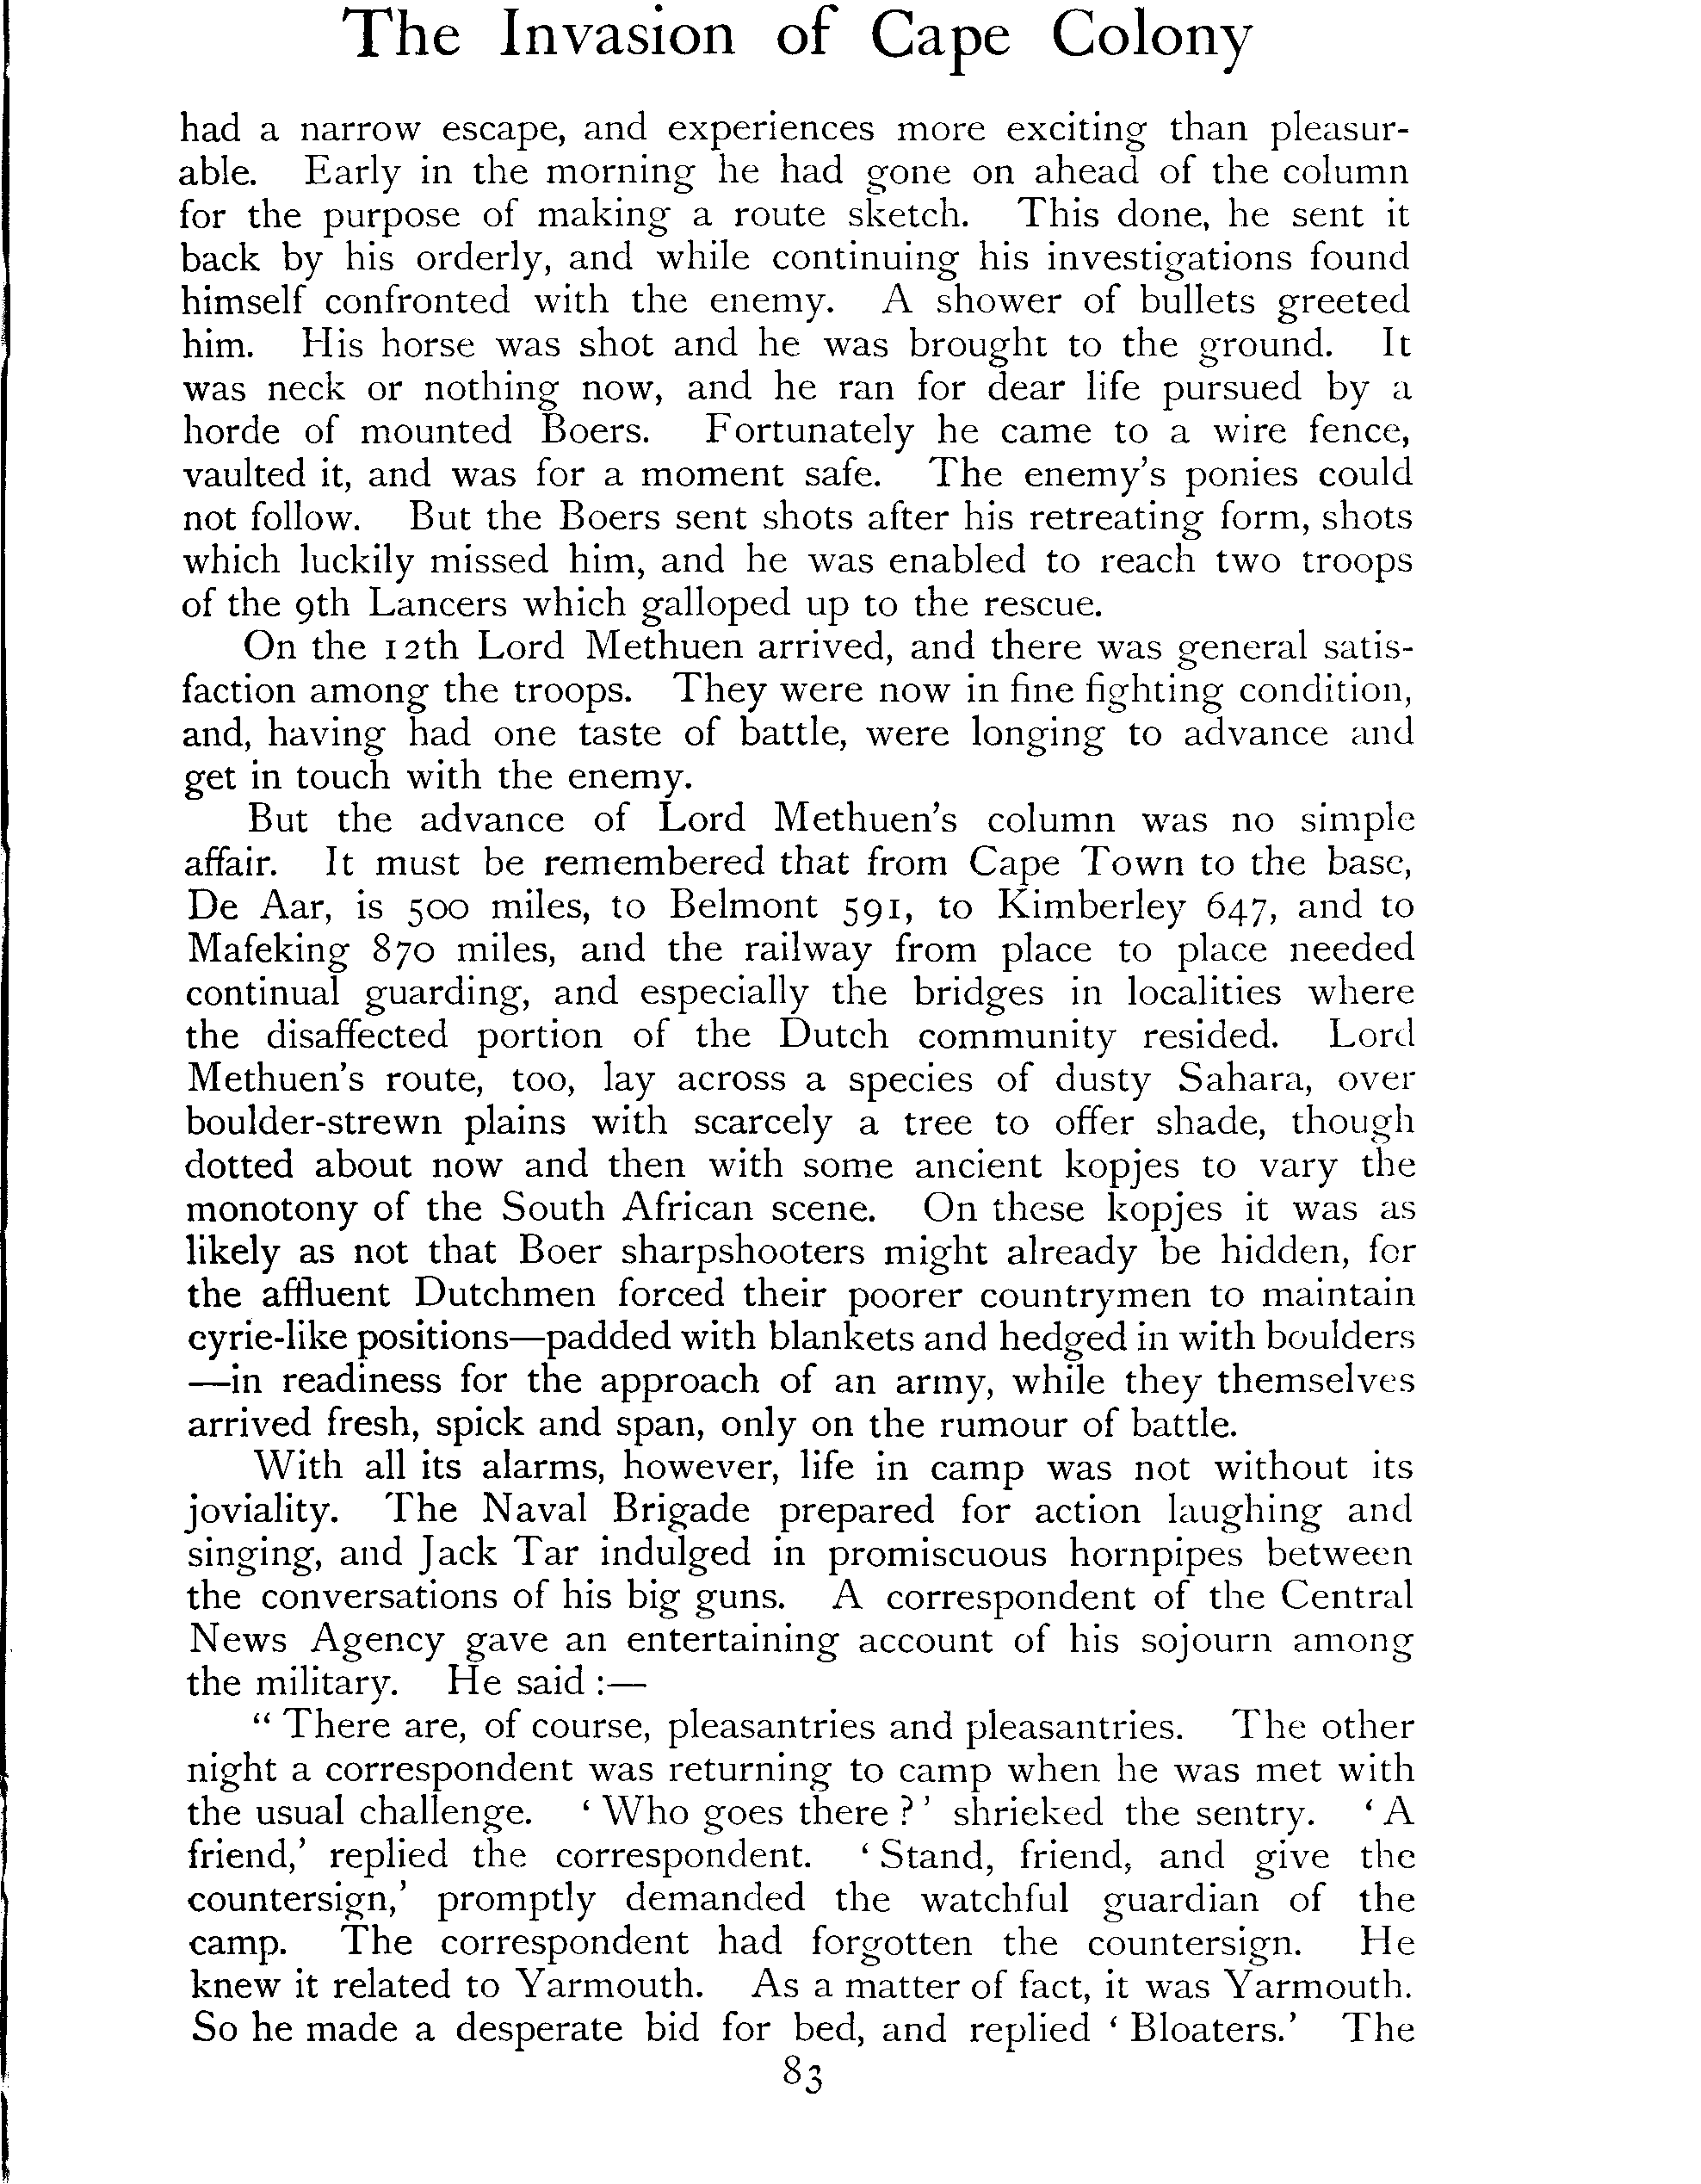 The Invasion of Cape Colony
had a narrow escape, and experiences more exciting than pleasur-
able. Early in the morning he had gone on ahead of the column
for the purpose of making a route sketch. This done, he sent it
back by his orderly, and while continuing his investigations found
himself confronted with the enemy. A shower of bullets greeted
him. His horse was shot and he was brought to the ground. It
was neck or nothing now, and he ran for dear life pursued by a
horde of mounted Boers. Fortunately he came to a wire fence,
vaulted it, and was for a moment safe. The enemy's ponies could
not follow. But the Boers sent shots after his retreating form, shots
which luckily missed him, and he was enabled to reach two troops
of the 9th Lancers which galloped up to the rescue.
On the 12th Lord Methuen arrived, and there was general satis-
faction among the troops. They were now in fine fighting condition,
and, having had one taste of battle, were longing to advance and
get in touch with the enemy.
But the advance of Lord Methuen's column was no simple
affair. It must be remembered that from Cape Town to the base,
De Aar, is 500 miles, to Belmont 591, to Kimberley 647, and to
Mafeking 870 miles, and the railway from place to place needed
continual guarding, and especially the bridges in localities where
the disaffected portion of the Dutch community resided. Lord
Methuen's route, too, lay across a species of dusty Sahara, over
boulder-strewn plains with scarcely a tree to offer shade, though
dotted about now and then with some ancient kopjes to vary the
monotony of the South African scene. On these kopjes it was as
likely as not that Boer sharpshooters might already be hidden, for
the affluent Dutchmen forced their poorer countrymen to maintain
eyrie-like positions—padded with blankets and hedged in with boulders
—in readiness for the approach of an army, while they themselves
arrived fresh, spick and span, only on the rumour of battle.
With all its alarms, however, life in camp was not without its
joviality. The Naval Brigade prepared for action laughing and
singing, and Jack Tar indulged in promiscuous hornpipes between
the conversations of his big guns. A correspondent of the Central
News Agency gave an entertaining account of his sojourn among
the military. He said :—
" There are, of course, pleasantries and pleasantries. The other
night a correspondent was returning to camp when he was met with
the usual challenge. ' Who goes there ?' shrieked the sentry. ' A
friend,' replied the correspondent. ' Stand, friend, and give the
countersign,' promptly demanded the watchful guardian of the
camp. The correspondent had forgotten the countersign. He
knew it related to Yarmouth. As a matter of fact, it was Yarmouth.
So he made a desperate bid for bed, and replied ' Bloaters.' The
83